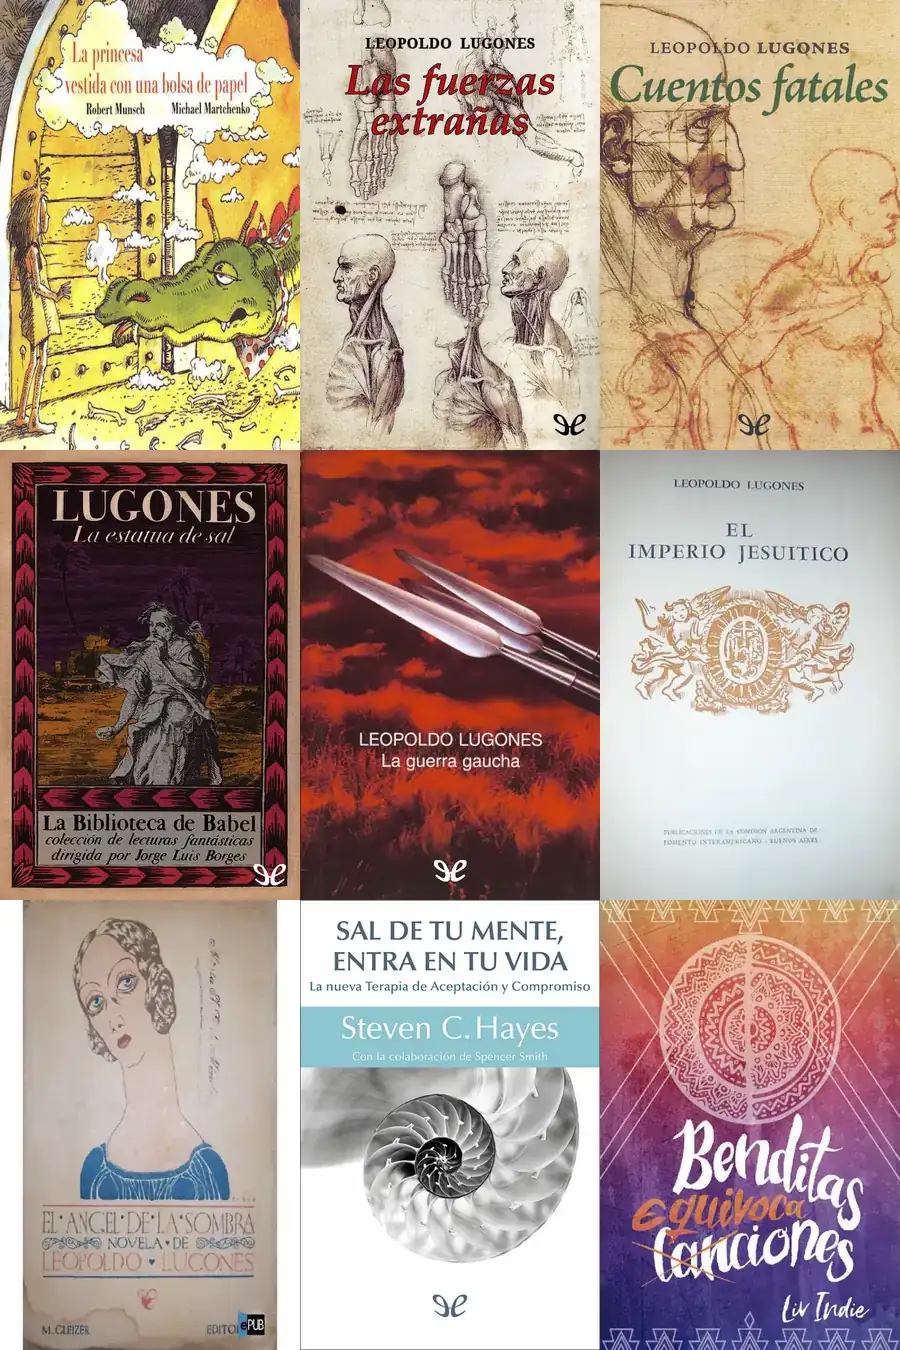 La princesa
vestida con una bolsa de papel
Robert Munsch Michael Martchenko
LEOPOLDO LUGONES
Las fuerzas
extrañas
LEOPOLDO LUGONES
Cuentos fatales
LUGONES
La estatua de sal
La Biblioteca de Babel
colección de lecturas fantásticas
dirigida por Jorge Luis Borges
LEOPOLDO LUGONES
La guerra gaucha
LEOPOLDO LUGONES
EL
IMPERIO JESUITICO
PUBLICACIONES DE LA COMISION ARGENTINA DE
FOMENTO INTERAMERICANO - BUENOS AIRES
EL·ANGEL·DE·LA·SOMBRA
NOVELA·DE
LEOPOLDO LUGONES
M. GLEIZER EDITO
ePUB
SAL DE TU MENTE,
ENTRA EN TU VIDA
La nueva Terapia de Aceptación y Compromiso
Steven C. Hayes
Con la colaboración de Spencer Smith
Benditas
equivoca
canciones
Liv Indie